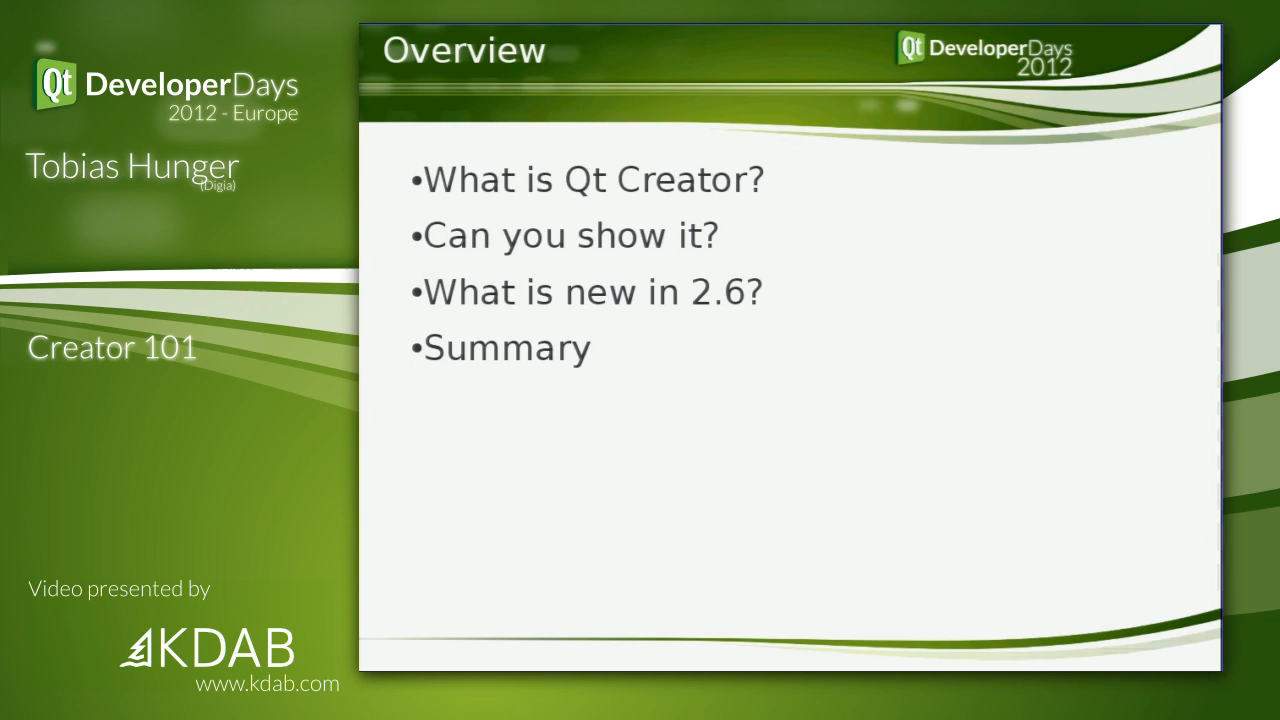 Qt DeveloperDays
2012 - Europe
Tobias Hunger
(Digia)
Creator 101
Video presented by
KDAB
www.kdab.com
Overview
Qt DeveloperDays
2012
•What is Qt Creator?
•Can you show it?
•What is new in 2.6?
•Summary